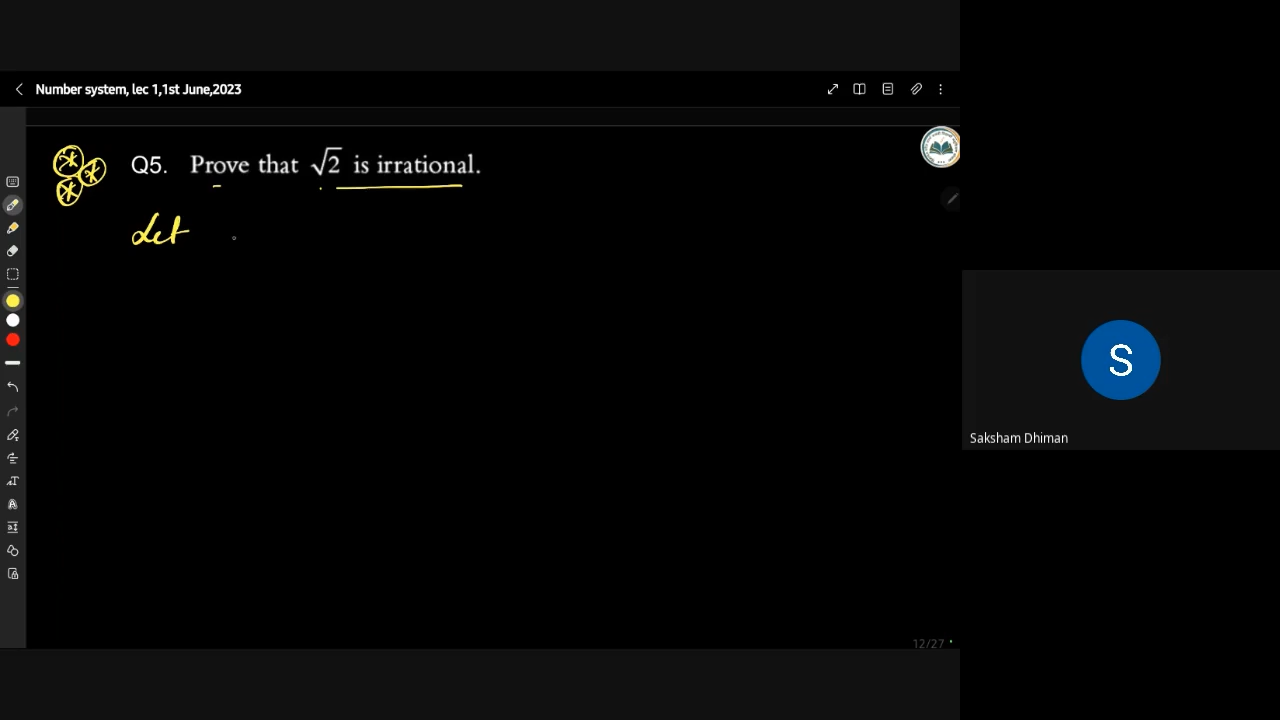 Number system, lec 1,1st June,2023
Q5. Prove that √2 is irrational.
Let
S
Saksham Dhiman
12/27